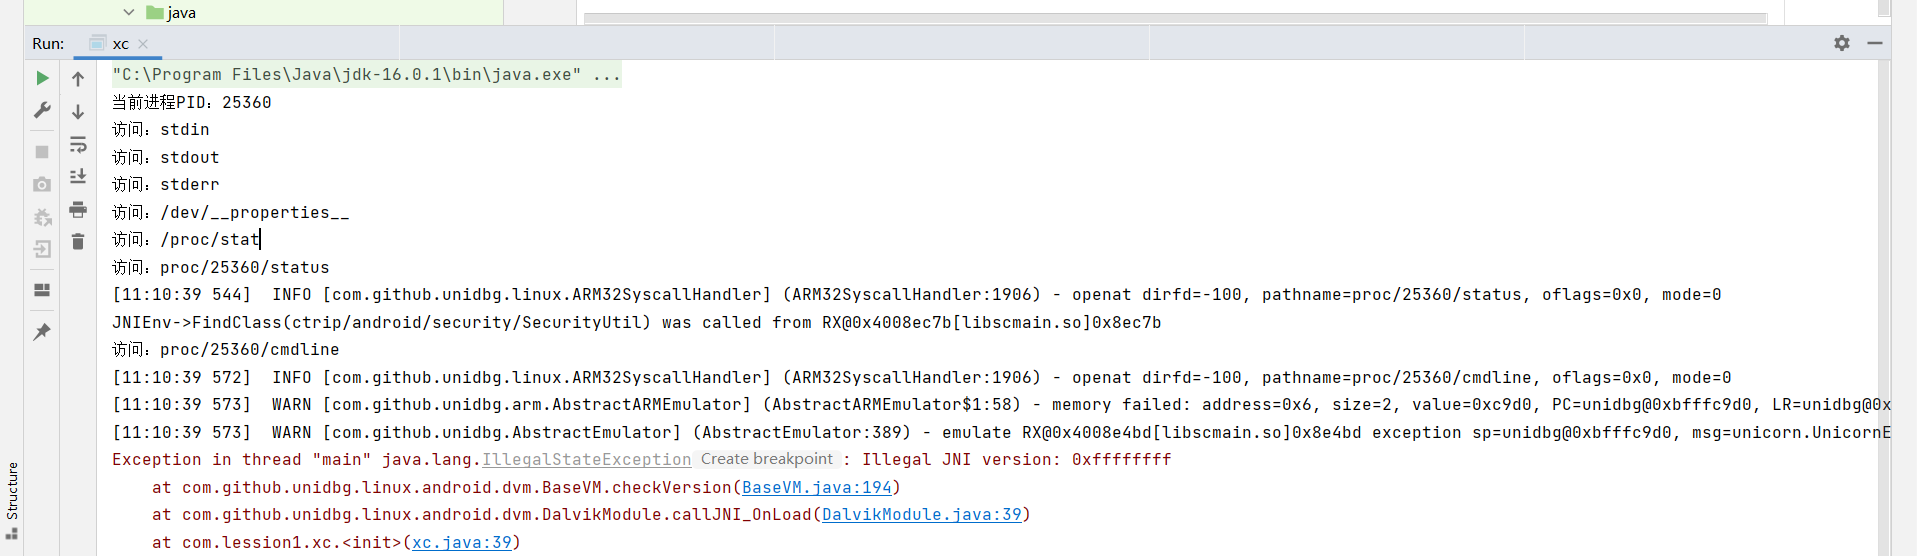 java
Run: xc
"C:\Program Files\Java\jdk-16.0.1\bin\java.exe" ...
当前进程PID：25360
访问：stdin
访问：stdout
访问：stderr
访问：/dev/__properties__
访问：/proc/stat
访问：proc/25360/status
[11:10:39 544]  INFO [com.github.unidbg.linux.ARM32SyscallHandler] (ARM32SyscallHandler:1906) - openat dirfd=-100, pathname=proc/25360/status, oflags=0x0, mode=0
JNIEnv->FindClass(ctrip/android/security/SecurityUtil) was called from RX@0x4008ec7b[libscmain.so]0x8ec7b
访问：proc/25360/cmdline
[11:10:39 572]  INFO [com.github.unidbg.linux.ARM32SyscallHandler] (ARM32SyscallHandler:1906) - openat dirfd=-100, pathname=proc/25360/cmdline, oflags=0x0, mode=0
[11:10:39 573]  WARN [com.github.unidbg.arm.AbstractARMEmulator] (AbstractARMEmulator$1:58) - memory failed: address=0x6, size=2, value=0xc9d0, PC=unidbg@0xbfffc9d0, LR=unidbg@0x
[11:10:39 573]  WARN [com.github.unidbg.AbstractEmulator] (AbstractEmulator:389) - emulate RX@0x4008e4bd[libscmain.so]0x8e4bd exception sp=unidbg@0xbfffc9d0, msg=unicorn.UnicornE
Exception in thread "main" java.lang.IllegalStateException Create breakpoint : Illegal JNI version: 0xffffffff
    at com.github.unidbg.linux.android.dvm.BaseVM.checkVersion(BaseVM.java:194)
    at com.github.unidbg.linux.android.dvm.DalvikModule.callJNI_OnLoad(DalvikModule.java:39)
    at com.lession1.xc.<init>(xc.java:39)
Structure